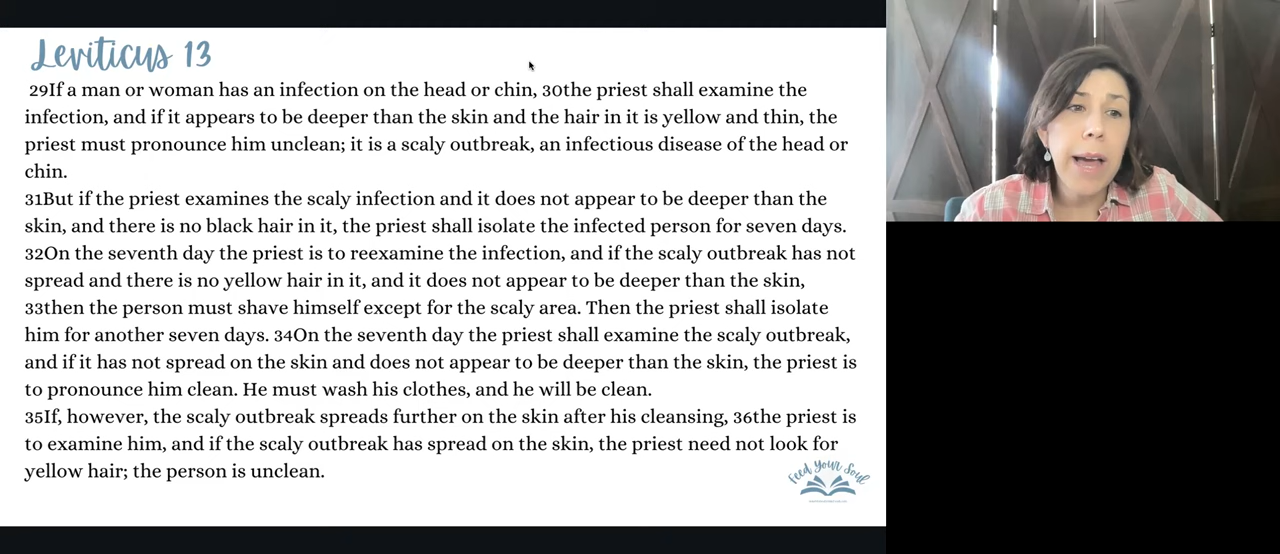 Leviticus 13
29If a man or woman has an infection on the head or chin, 30the priest shall examine the
infection, and if it appears to be deeper than the skin and the hair in it is yellow and thin, the
priest must pronounce him unclean; it is a scaly outbreak, an infectious disease of the head or
chin.
31But if the priest examines the scaly infection and it does not appear to be deeper than the
skin, and there is no black hair in it, the priest shall isolate the infected person for seven days.
32On the seventh day the priest is to reexamine the infection, and if the scaly outbreak has not
spread and there is no yellow hair in it, and it does not appear to be deeper than the skin,
33then the person must shave himself except for the scaly area. Then the priest shall isolate
him for another seven days. 34On the seventh day the priest shall examine the scaly outbreak,
and if it has not spread on the skin and does not appear to be deeper than the skin, the priest is
to pronounce him clean. He must wash his clothes, and he will be clean.
35If, however, the scaly outbreak spreads further on the skin after his cleansing, 36the priest is
to examine him, and if the scaly outbreak has spread on the skin, the priest need not look for
yellow hair; the person is unclean.
Feed Your Soul